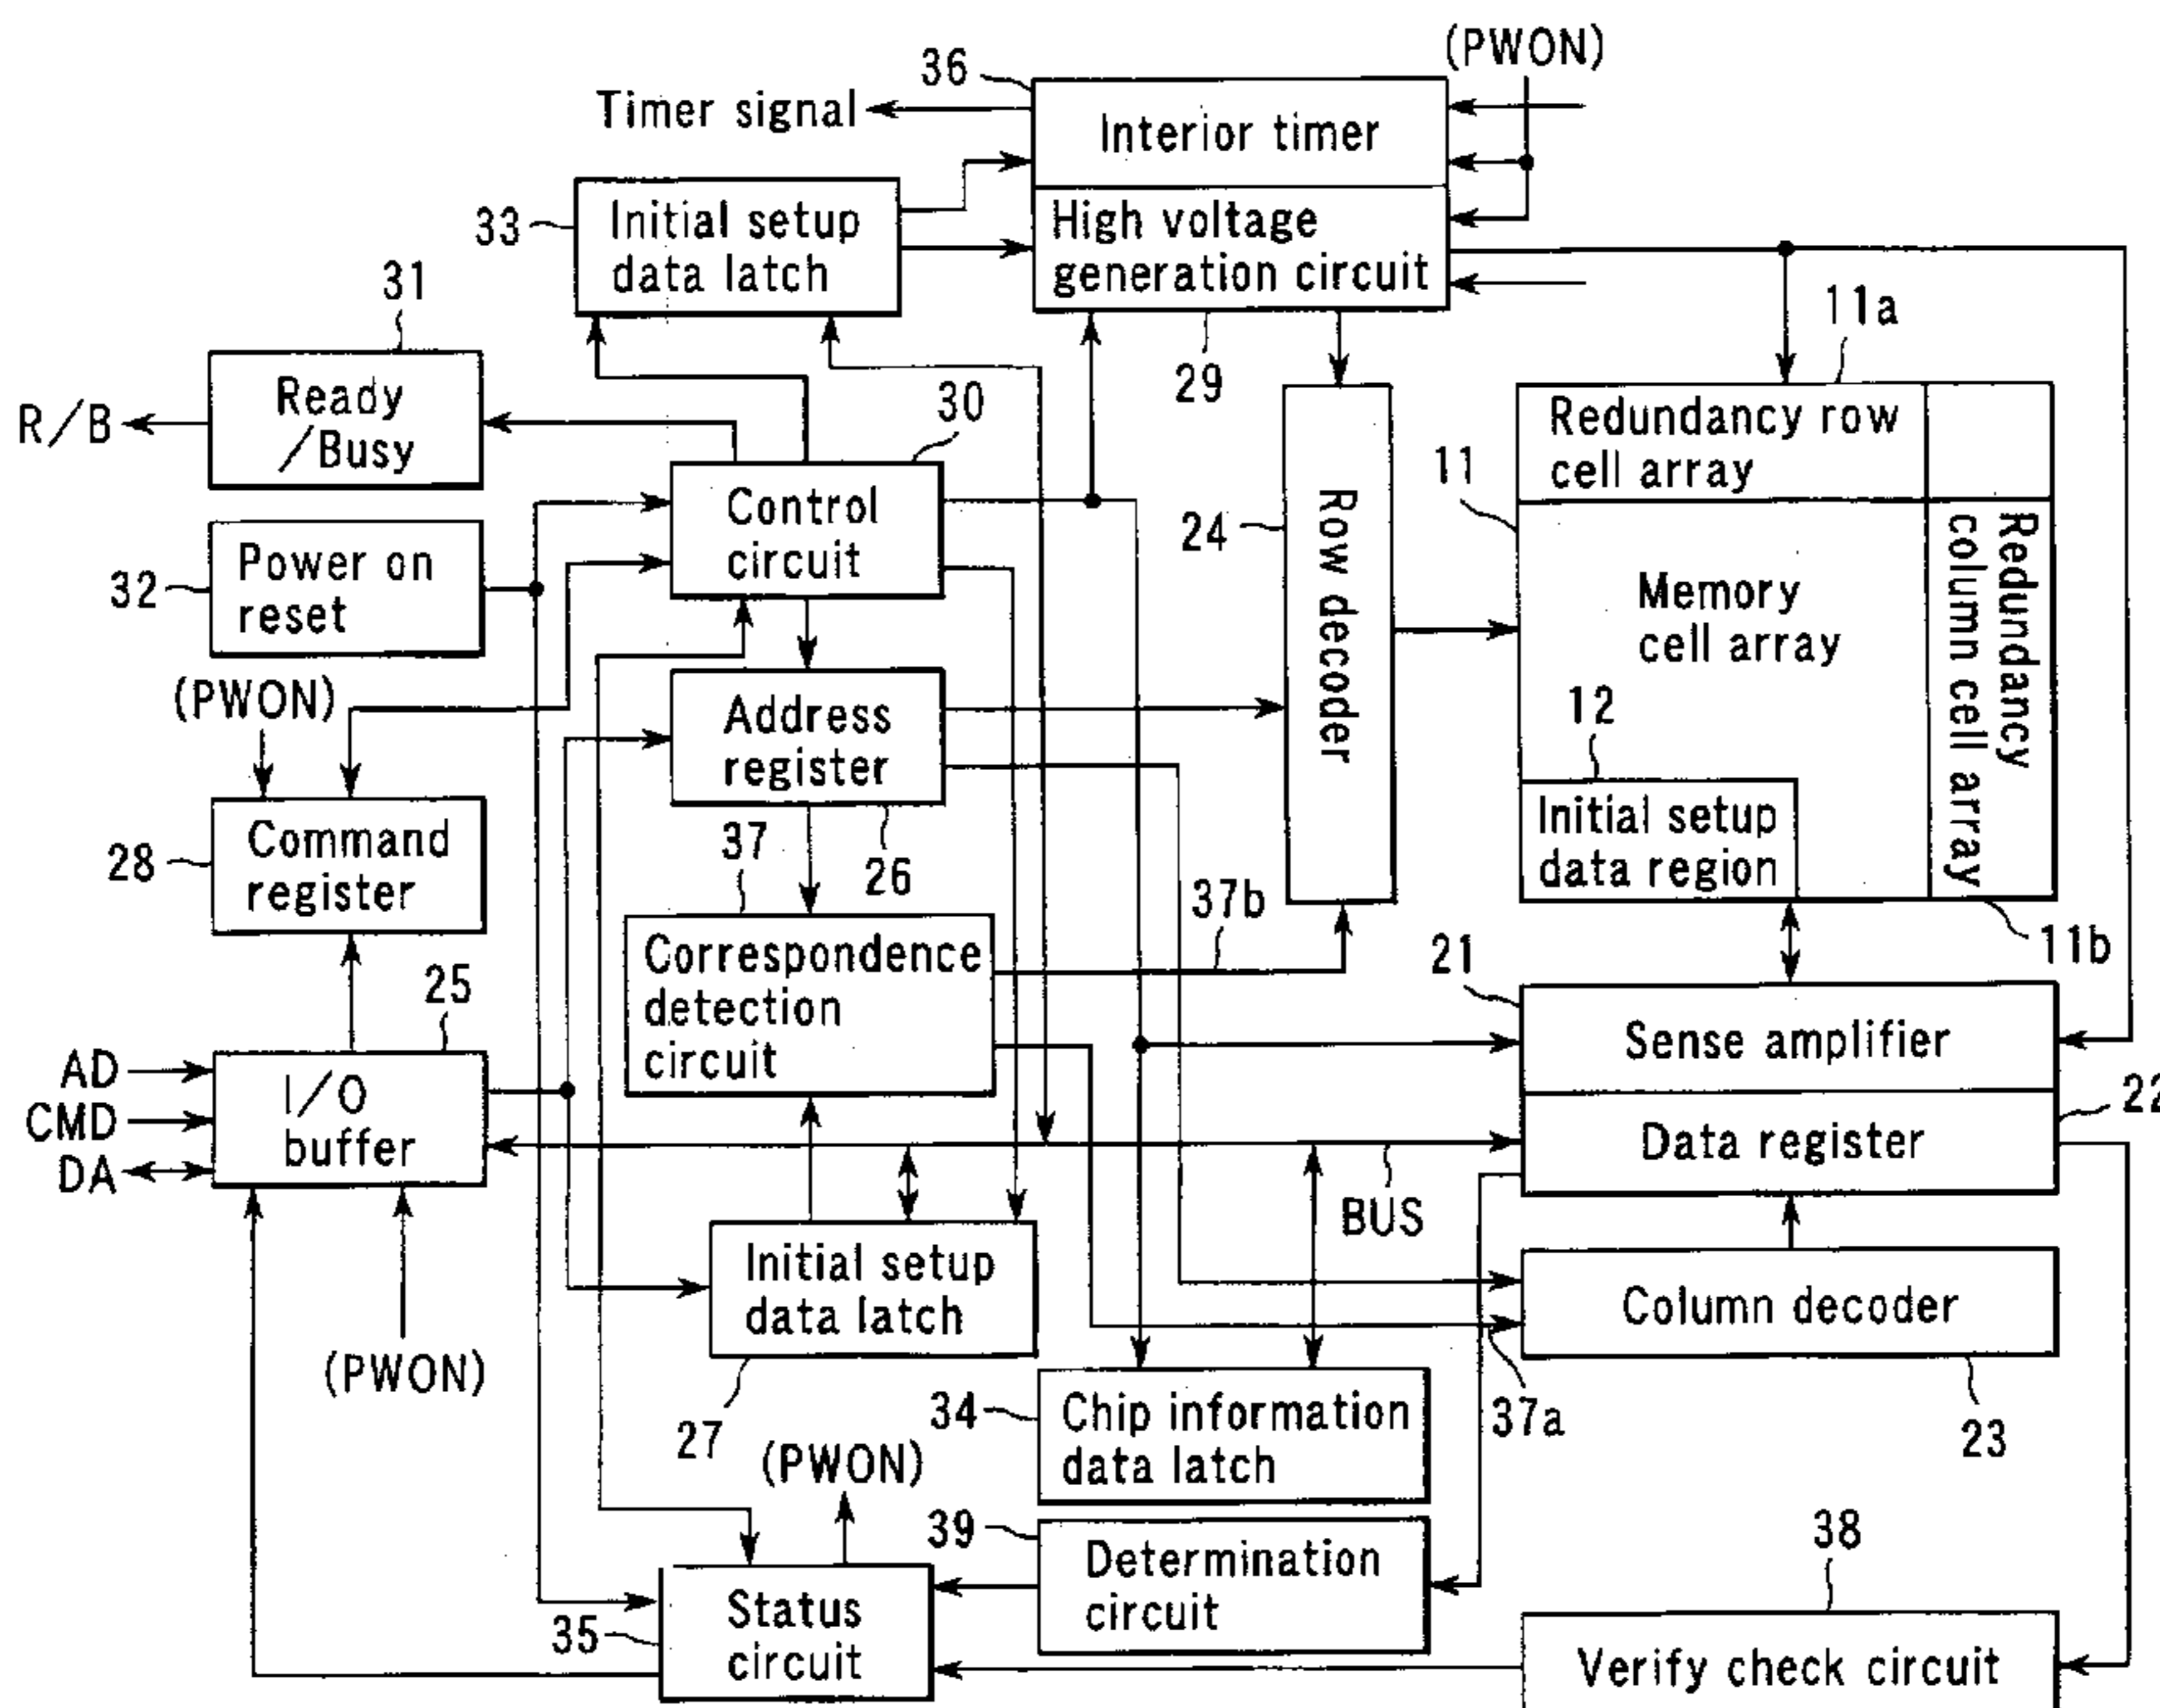 (PWON)
36
Timer signal
Interior timer
33
Initial setup
data latch
High voltage
generation circuit
31
11a
29
Ready
/Busy
R/B
30
Redundancy row
cell array
11
Control
circuit
24
Row decoder
Redundancy
column cell array
32
Power on
reset
Memory
cell array
(PWON)
Address
register
12
28
Command
register
37
26
Initial setup
data region
37b
25
Correspondence
detection
circuit
21
11b
Sense amplifier
AD
CMD
DA
I/O
buffer
22
Data register
BUS
Initial setup
data latch
Column decoder
(PWON)
27
34
Chip information
data latch
37a
23
(PWON)
39
Determination
circuit
38
35
Status
circuit
Verify check circuit